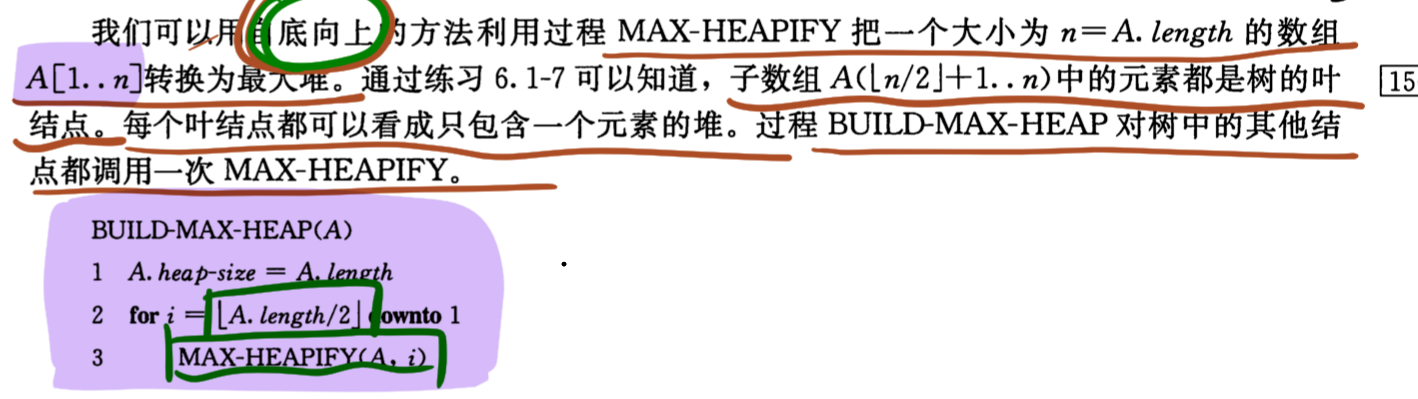 我们可以用自底向上的方法利用过程 MAX-HEAPIFY 把一个大小为 n=A. length 的数组
A[1..n]转换为最大堆。通过练习 6.1-7 可以知道，子数组 A(⌊n/2⌋+1..n)中的元素都是树的叶
15
结点。每个叶结点都可以看成只包含一个元素的堆。过程 BUILD-MAX-HEAP 对树中的其他结
点都调用一次 MAX-HEAPIFY。
BUILD-MAX-HEAP(A)
1 A. heap-size = A. length
2 for i = ⌊A. length/2⌋ downto 1
3 MAX-HEAPIFY(A, i)